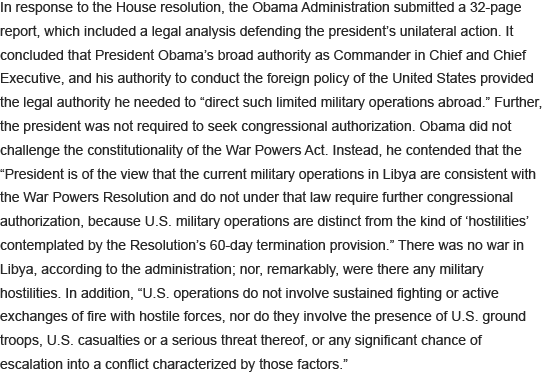 In response to the House resolution, the Obama Administration submitted a 32-page
report, which included a legal analysis defending the president’s unilateral action. It
concluded that President Obama’s broad authority as Commander in Chief and Chief
Executive, and his authority to conduct the foreign policy of the United States provided
the legal authority he needed to “direct such limited military operations abroad.” Further,
the president was not required to seek congressional authorization. Obama did not
challenge the constitutionality of the War Powers Act. Instead, he contended that the
“President is of the view that the current military operations in Libya are consistent with
the War Powers Resolution and do not under that law require further congressional
authorization, because U.S. military operations are distinct from the kind of ‘hostilities’
contemplated by the Resolution’s 60-day termination provision.” There was no war in
Libya, according to the administration; nor, remarkably, were there any military
hostilities. In addition, “U.S. operations do not involve sustained fighting or active
exchanges of fire with hostile forces, nor do they involve the presence of U.S. ground
troops, U.S. casualties or a serious threat thereof, or any significant chance of
escalation into a conflict characterized by those factors.”